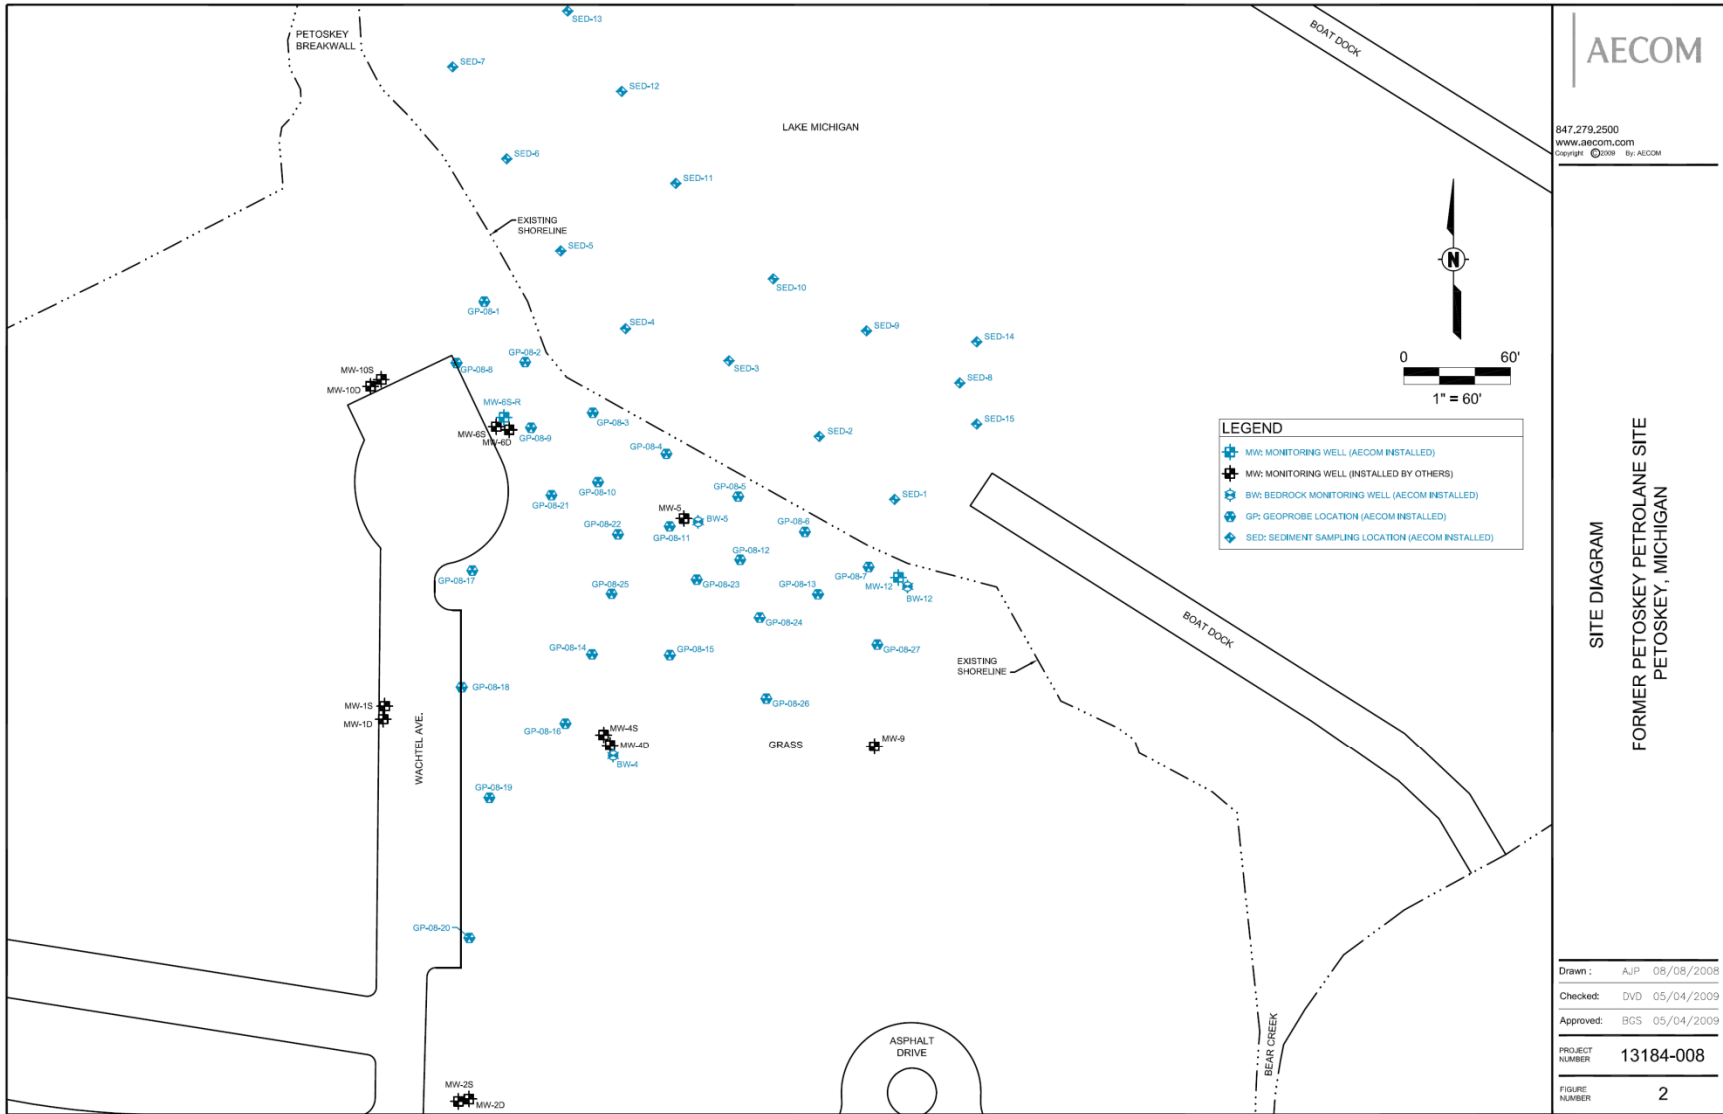 PETOSKEY
BREAKWALL
SED-13
SED-7
SED-12
BOAT DOCK
LAKE MICHIGAN
SED-6
SED-11
EXISTING
SHORELINE
SED-5
SED-10
GP-08-1
SED-4
SED-9
SED-14
GP-08-2
SED-3
MW-10S
GP-08-8
MW-10D
SED-8
MW-6S-R
GP-08-3
SED-15
MW-6S
MW-6D
GP-08-9
SED-2
GP-08-4
GP-08-10
GP-08-5
GP-08-21
SED-1
MW-5
BW-5
GP-08-22
GP-08-11
GP-08-6
GP-08-12
GP-08-17
GP-08-7
GP-08-25
GP-08-23
GP-08-13
MW-12
BW-12
GP-08-24
BOAT DOCK
GP-08-14
GP-08-15
GP-08-27
EXISTING
SHORELINE
GP-08-18
GP-08-26
MW-1S
MW-1D
GP-08-16
MW-4S
MW-4D
BW-4
GRASS
MW-9
WACHTEL AVE.
GP-08-19
GP-08-20
ASPHALT
DRIVE
BEAR CREEK
MW-2S
MW-2D
N
0 60'
1" = 60'
LEGEND
MW: MONITORING WELL (AECOM INSTALLED)
MW: MONITORING WELL (INSTALLED BY OTHERS)
BW: BEDROCK MONITORING WELL (AECOM INSTALLED)
GP: GEOPROBE LOCATION (AECOM INSTALLED)
SED: SEDIMENT SAMPLING LOCATION (AECOM INSTALLED)
AECOM
847.279.2500
www.aecom.com
Copyright © 2009 By: AECOM
SITE DIAGRAM
FORMER PETOSKEY PETROLANE SITE
PETOSKEY, MICHIGAN
Drawn : AJP 08/08/2008
Checked: DVD 05/04/2009
Approved: BGS 05/04/2009
PROJECT
NUMBER 13184-008
FIGURE
NUMBER 2